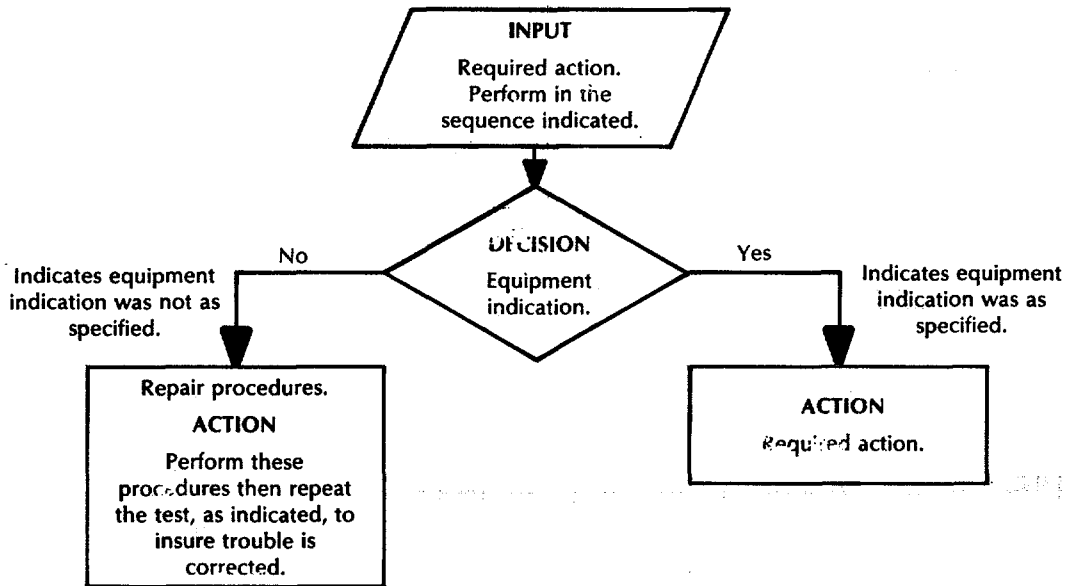 INPUT
Required action.
Perform in the
sequence indicated.
DECISION
Equipment
indication.
No
Indicates equipment
indication was not as
specified.
Yes
Indicates equipment
indication was as
specified.
Repair procedures.
ACTION
Perform these
procedures then repeat
the test, as indicated, to
insure trouble is
corrected.
ACTION
Required action.